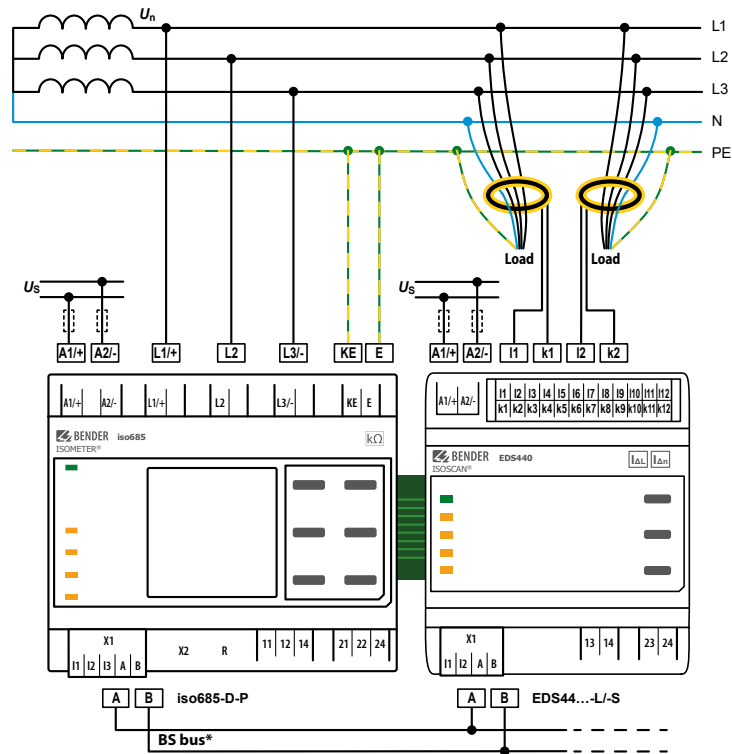 Un
L1
L2
L3
N
PE
Load
Load
US
US
A1/+
A2/-
L1/+
L2
L3/-
KE
E
A1/+
A2/-
l1
k1
l2
k2
A1/+ A2/- L1/+ L2 L3/- KE E
A1/+ A2/-
l1 l2 l3 l4 l5 l6 l7 l8 l9 l10 l11 l12
k1 k2 k3 k4 k5 k6 k7 k8 k9 k10 k11 k12
BENDER iso685
ISOMETER®
kΩ
BENDER EDS440
ISOSCAN®
IΔL IΔn
X1
I1 I2 I3 A B
X2
R
11 12 14
21 22 24
X1
I1 I2 A B
13 14
23 24
A B iso685-D-P
A B EDS44...-L/-S
BS bus*